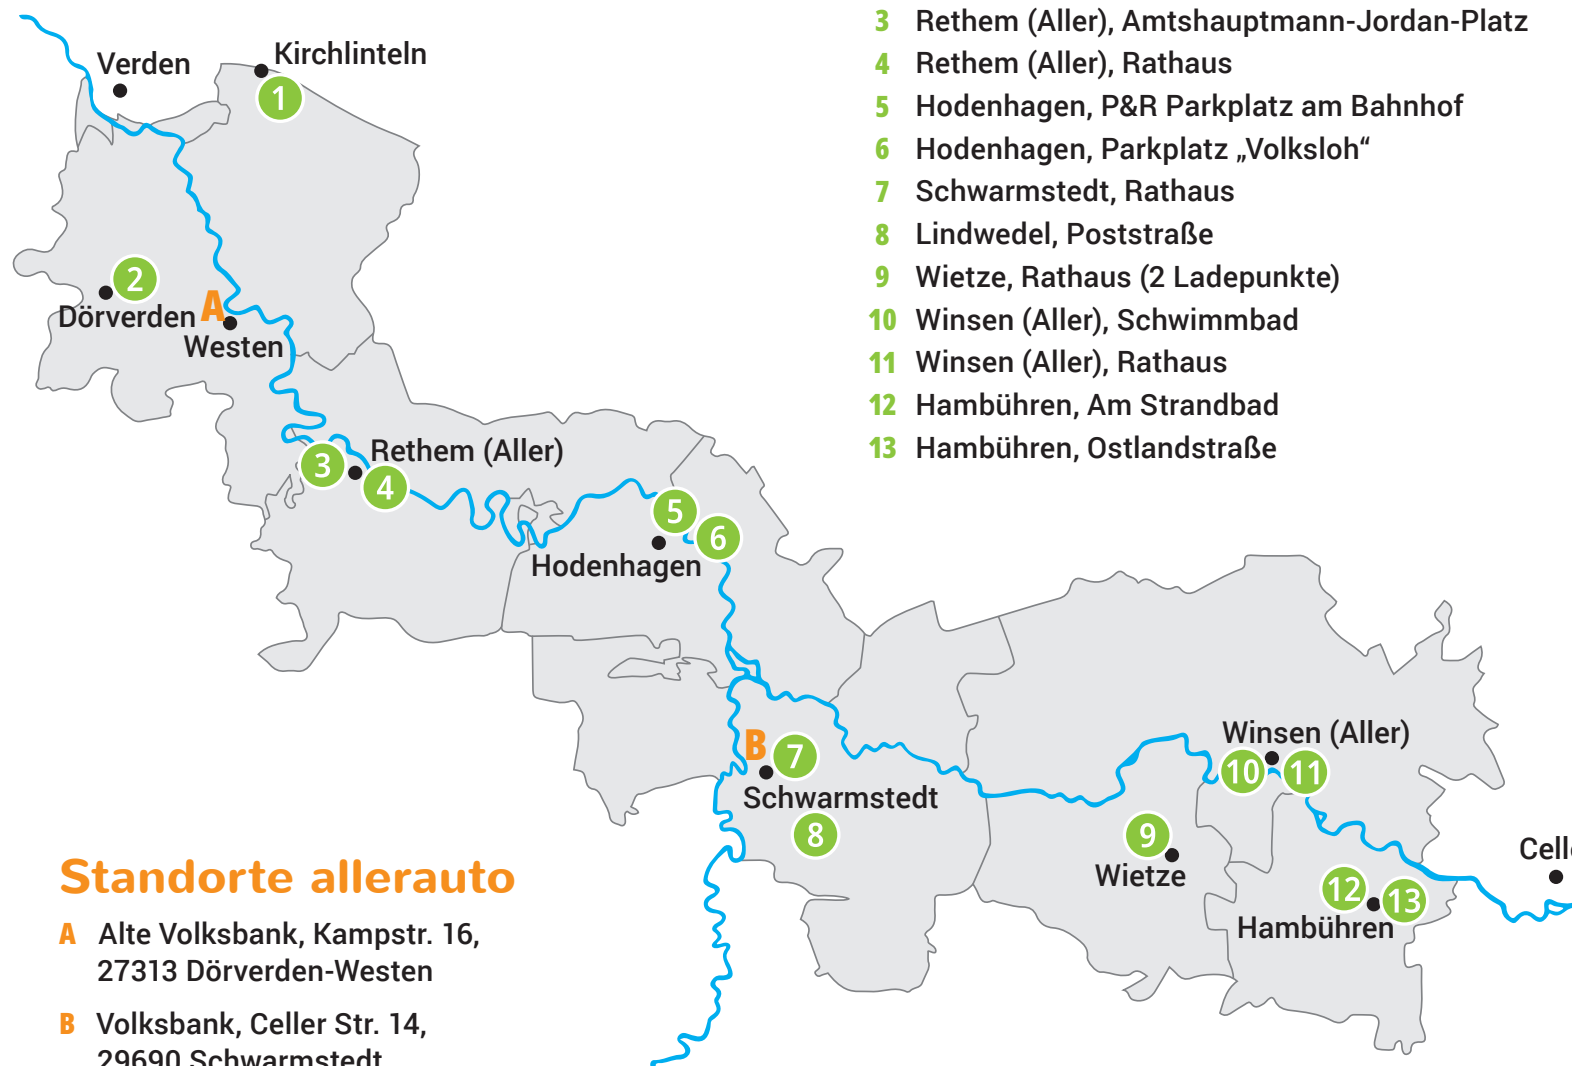 3 Rethem (Aller), Amtshauptmann-Jordan-Platz
4 Rethem (Aller), Rathaus
5 Hodenhagen, P&R Parkplatz am Bahnhof
6 Hodenhagen, Parkplatz „Volksloh“
7 Schwarmstedt, Rathaus
8 Lindwedel, Poststraße
9 Wietze, Rathaus (2 Ladepunkte)
10 Winsen (Aller), Schwimmbad
11 Winsen (Aller), Rathaus
12 Hambühren, Am Strandbad
13 Hambühren, Ostlandstraße
Verden
Kirchlinteln
1
2
Dörverden
A
Westen
3
Rethem (Aller)
4
5
6
Hodenhagen
B
7
Schwarmstedt
8
Winsen (Aller)
10
11
9
Wietze
12
13
Hambühren
Standorte allerauto
A Alte Volksbank, Kampstr. 16,
27313 Dörverden-Westen
B Volksbank, Celler Str. 14,
29690 Schwarmstedt